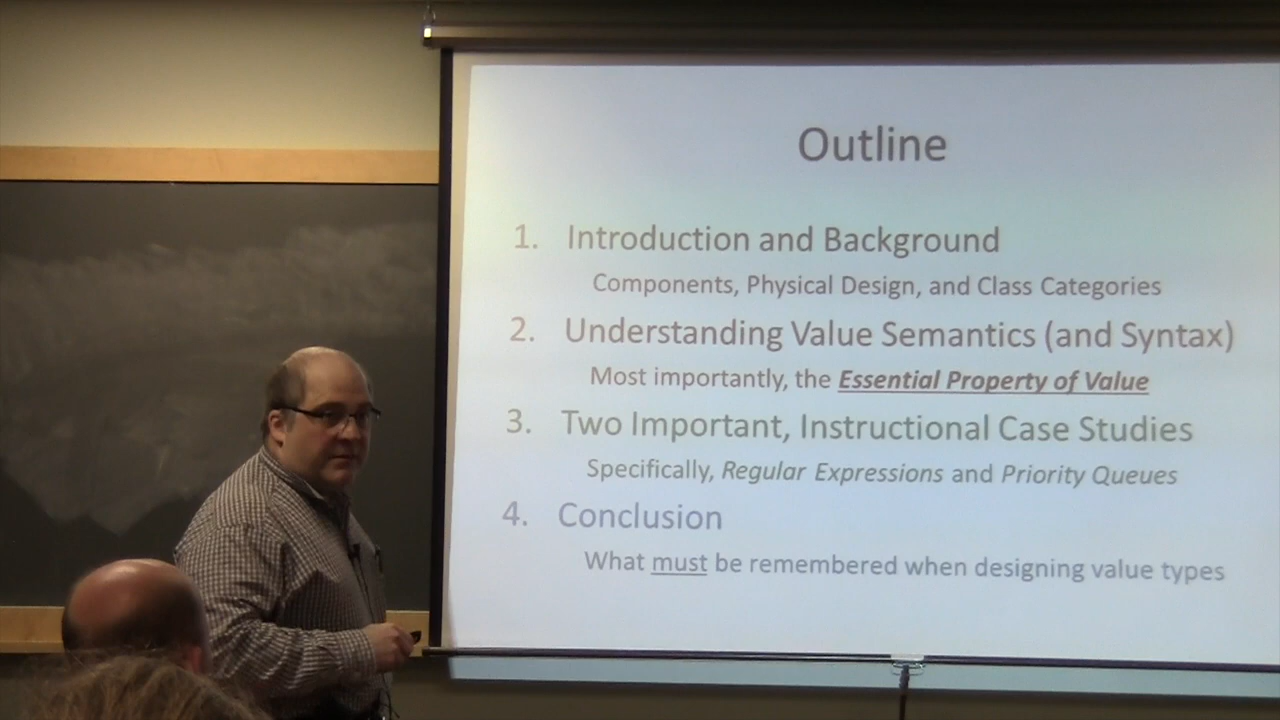 Outline
1. Introduction and Background
Components, Physical Design, and Class Categories
2. Understanding Value Semantics (and Syntax)
Most importantly, the Essential Property of Value
3. Two Important, Instructional Case Studies
Specifically, Regular Expressions and Priority Queues
4. Conclusion
What must be remembered when designing value types